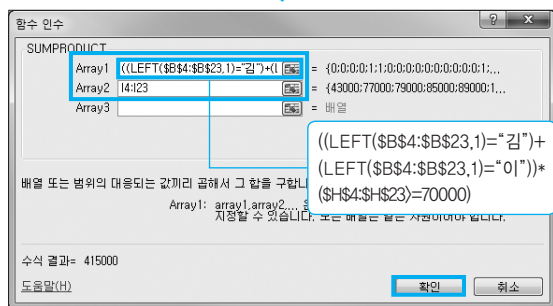 함수 인수
SUMPRODUCT
Array1 ((LEFT($B$4:$B$23,1)="김")+(l = {0;0;0;0;1;1;0;0;0;0;0;0;0;0;0;1;...
Array2 I4:I23 = {43000;77000;79000;85000;89000;1...
Array3 = 배열
((LEFT($B$4:$B$23,1)="김")+
(LEFT($B$4:$B$23,1)="이"))*
($H$4:$H$23>=70000)
배열 또는 범위의 대응되는 값끼리 곱해서 그 합을 구합니
Array1: array1,array2,...
지정할 수 있습니다. 모든 배열은 같은 차원이어야 합니다.
수식 결과= 415000
도움말(H)
확인
취소